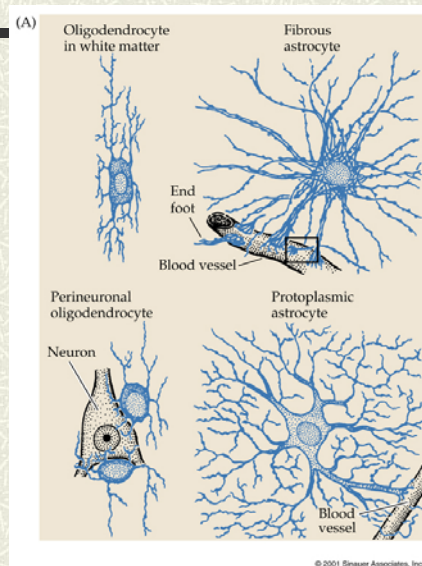 (A)
Oligodendrocyte
in white matter
Fibrous
astrocyte
End
foot
Blood vessel
Perineuronal
oligodendrocyte
Protoplasmic
astrocyte
Neuron
Blood
vessel
© 2001 Sinauer Associates, Inc.